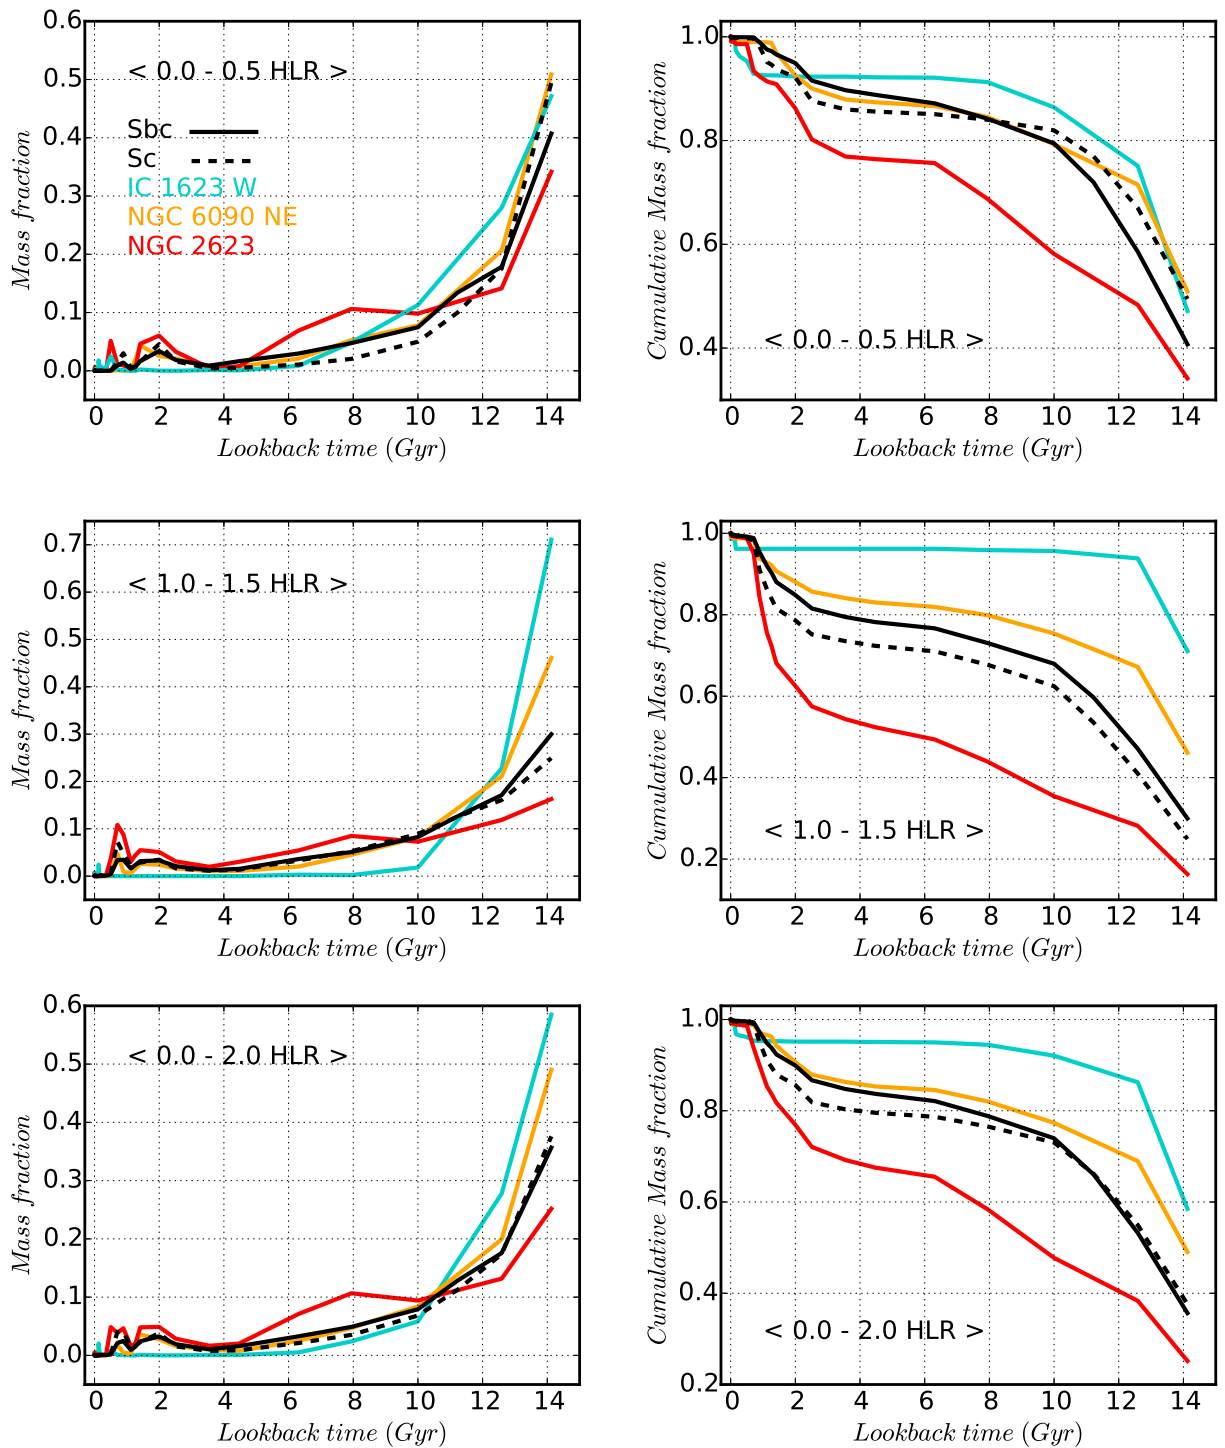 0.6
0.5
0.4
0.3
0.2
0.1
0.0
Mass fraction
< 0.0 - 0.5 HLR >
Sbc
Sc
IC 1623 W
NGC 6090 NE
NGC 2623
0 2 4 6 8 10 12 14
Lookback time (Gyr)
1.0
0.8
0.6
0.4
Cumulative Mass fraction
< 0.0 - 0.5 HLR >
0 2 4 6 8 10 12 14
Lookback time (Gyr)
0.7
0.6
0.5
0.4
0.3
0.2
0.1
0.0
Mass fraction
< 1.0 - 1.5 HLR >
0 2 4 6 8 10 12 14
Lookback time (Gyr)
1.0
0.8
0.6
0.4
0.2
Cumulative Mass fraction
< 1.0 - 1.5 HLR >
0 2 4 6 8 10 12 14
Lookback time (Gyr)
0.6
0.5
0.4
0.3
0.2
0.1
0.0
Mass fraction
< 0.0 - 2.0 HLR >
0 2 4 6 8 10 12 14
Lookback time (Gyr)
1.0
0.8
0.6
0.4
0.2
Cumulative Mass fraction
< 0.0 - 2.0 HLR >
0 2 4 6 8 10 12 14
Lookback time (Gyr)